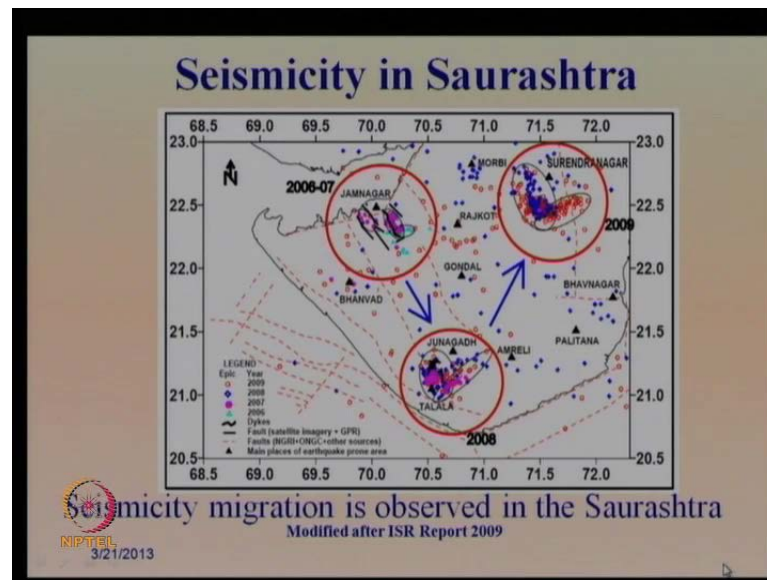 Seismicity in Saurashtra
68.5 69.0 69.5 70.0 70.5 71.0 71.5 72.0
23.0 23.0
N
2006-07
JAMNAGAR
MORBI
SURENDRANAGAR
22.5 22.5
RAJKOT
2009
22.0 22.0
GONDAL
BHANVAD
BHAVNAGAR
21.5 21.5
JUNAGADH
AMRELI
PALITANA
LEGEND
Epic Year
2009
2008
2007
2006
Dykes
Fault (satellite imagery + GPR)
Faults (NGRI+ONGC+other sources)
Main places of earthquake prone area
21.0 21.0
TALALA
2008
20.5 20.5
68.5 69.0 69.5 70.0 70.5 71.0 71.5 72.0
Seismicity migration is observed in the Saurashtra
Modified after ISR Report 2009
NPTEL
3/21/2013